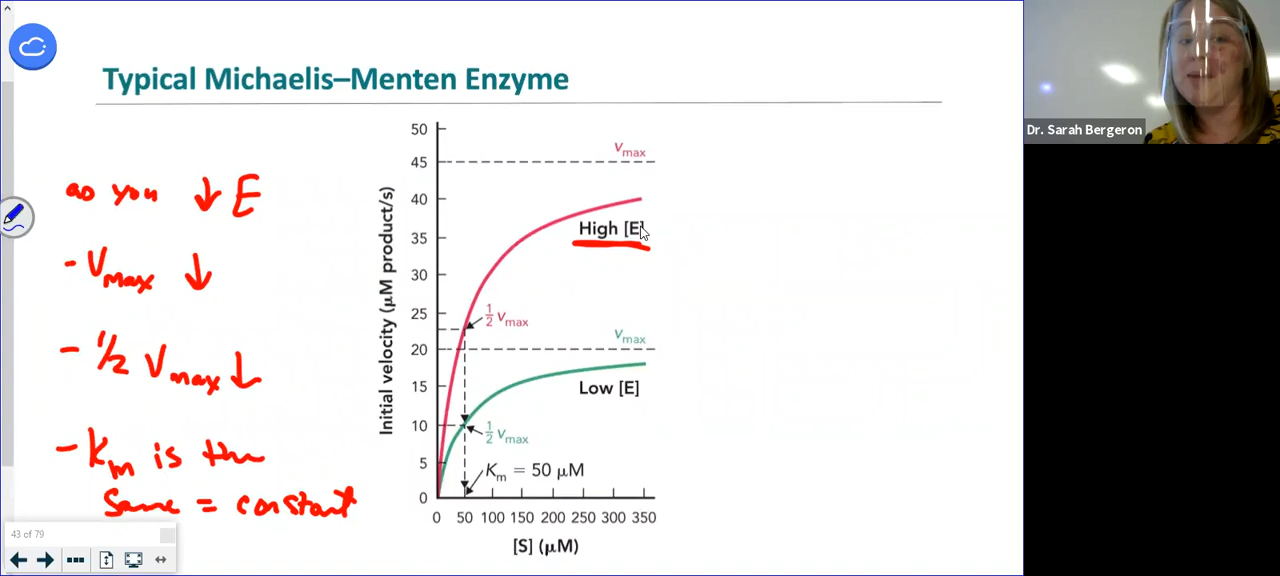 Typical Michaelis–Menten Enzyme
Dr. Sarah Bergeron
as you ↓ E
- Vmax ↓
- 1/2 Vmax ↓
- Km is the
same = constant
Initial velocity (μM product/s)
50
45
40
35
30
25
20
15
10
5
0
Vmax
High [E]
1/2 Vmax
Vmax
Low [E]
1/2 Vmax
Km = 50 μM
0 50 100 150 200 250 300 350
[S] (μM)
43 of 79